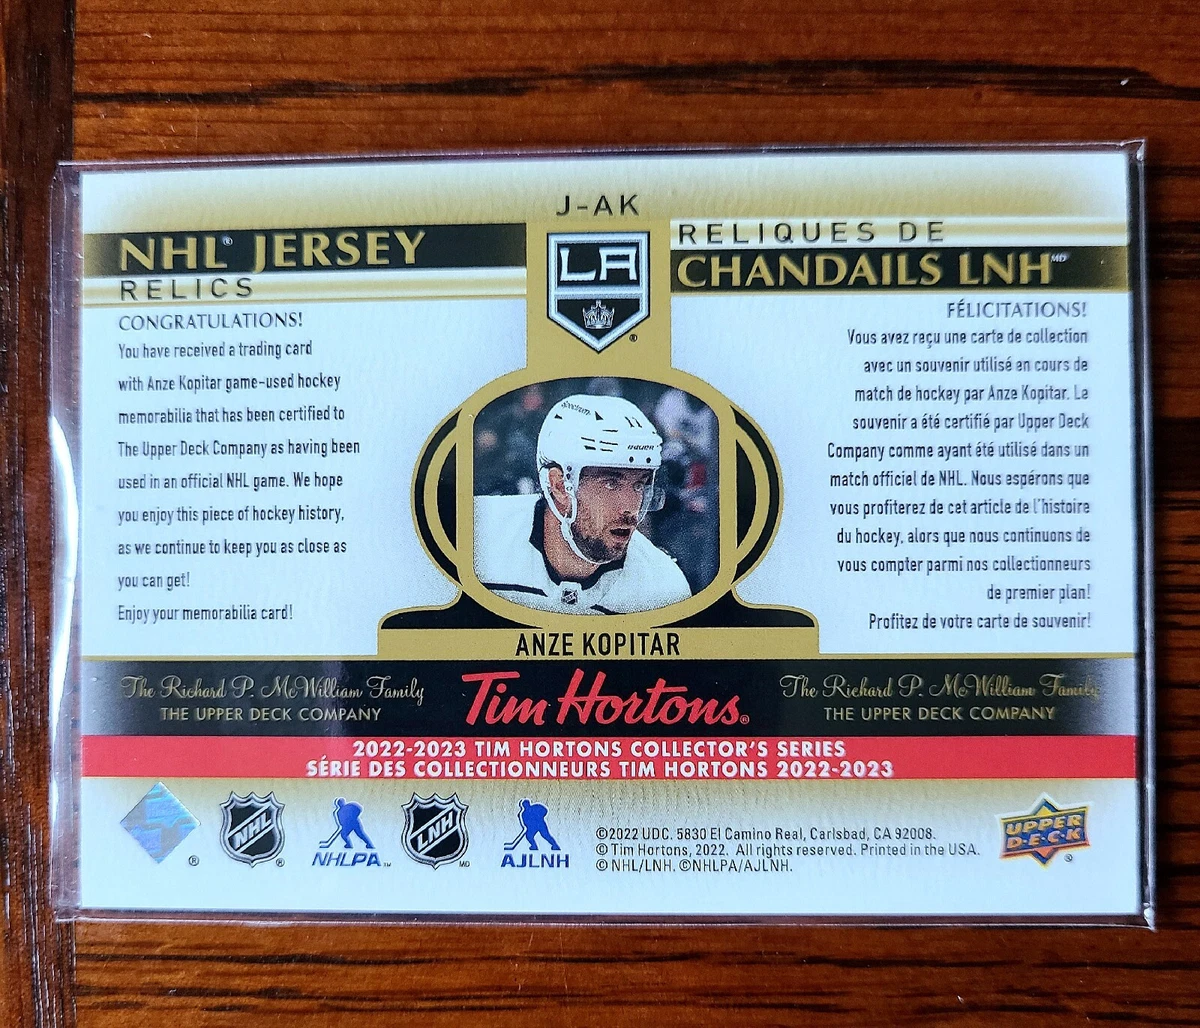 J-AK
NHL® JERSEY
RELICS
CONGRATULATIONS!
You have received a trading card
with Anze Kopitar game-used hockey
memorabilia that has been certified to
The Upper Deck Company as having been
used in an official NHL game. We hope
you enjoy this piece of hockey history,
as we continue to keep you as close as
you can get!
Enjoy your memorabilia card!
LA
®
RELIQUES DE
CHANDAILS LNH MD
FÉLICITATIONS!
Vous avez reçu une carte de collection
avec un souvenir utilisé en cours de
match de hockey par Anze Kopitar. Le
souvenir a été certifié par Upper Deck
Company comme ayant été utilisé dans un
match officiel de NHL. Nous espérons que
vous profiterez de cet article de l'histoire
du hockey, alors que nous continuons de
vous compter parmi nos collectionneurs
de premier plan!
Profitez de votre carte de souvenir!
Spectrum
11
BAUER
ANZE KOPITAR
The Richard P. McWilliam Family
THE UPPER DECK COMPANY
Tim Hortons®
The Richard P. McWilliam Family
THE UPPER DECK COMPANY
2022-2023 TIM HORTONS COLLECTOR'S SERIES
SÉRIE DES COLLECTIONNEURS TIM HORTONS 2022-2023
®
NHL ®
NHLPA™
LNH MD
AJLNH
©2022 UDC. 5830 El Camino Real, Carlsbad, CA 92008.
© Tim Hortons, 2022. All rights reserved. Printed in the USA.
© NHL/LNH. ©NHLPA/AJLNH.
UPPER
D·E·C·K
®